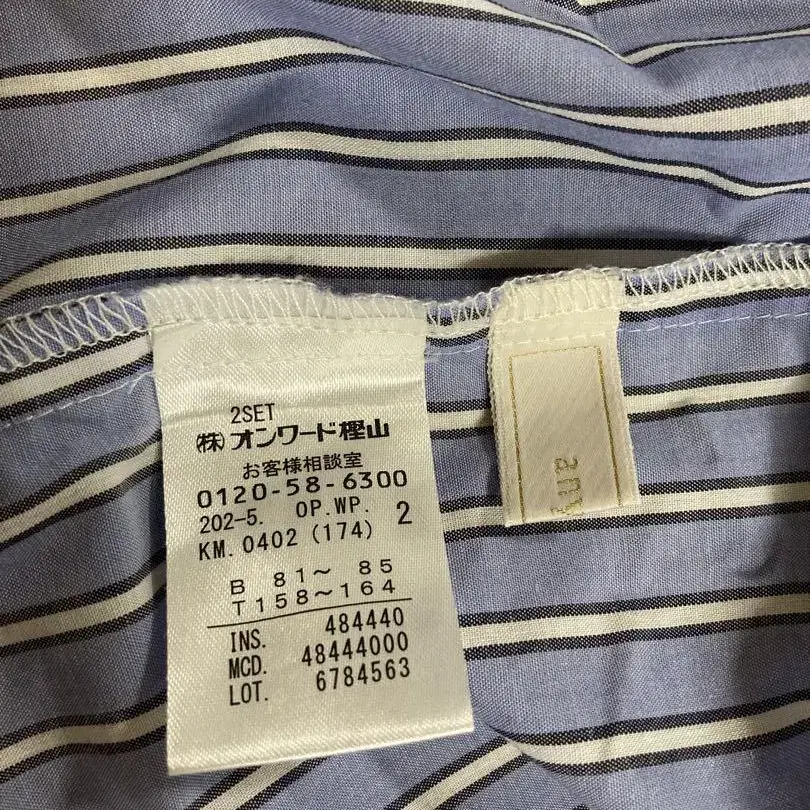 2SET
㈱オンワード樫山
お客様相談室
0120-58-6300
202-5. OP.WP. 2
KM.0402(174)
B 81～ 85
T158～164
INS. 484440
MCD. 48444000
LOT. 6784563
any